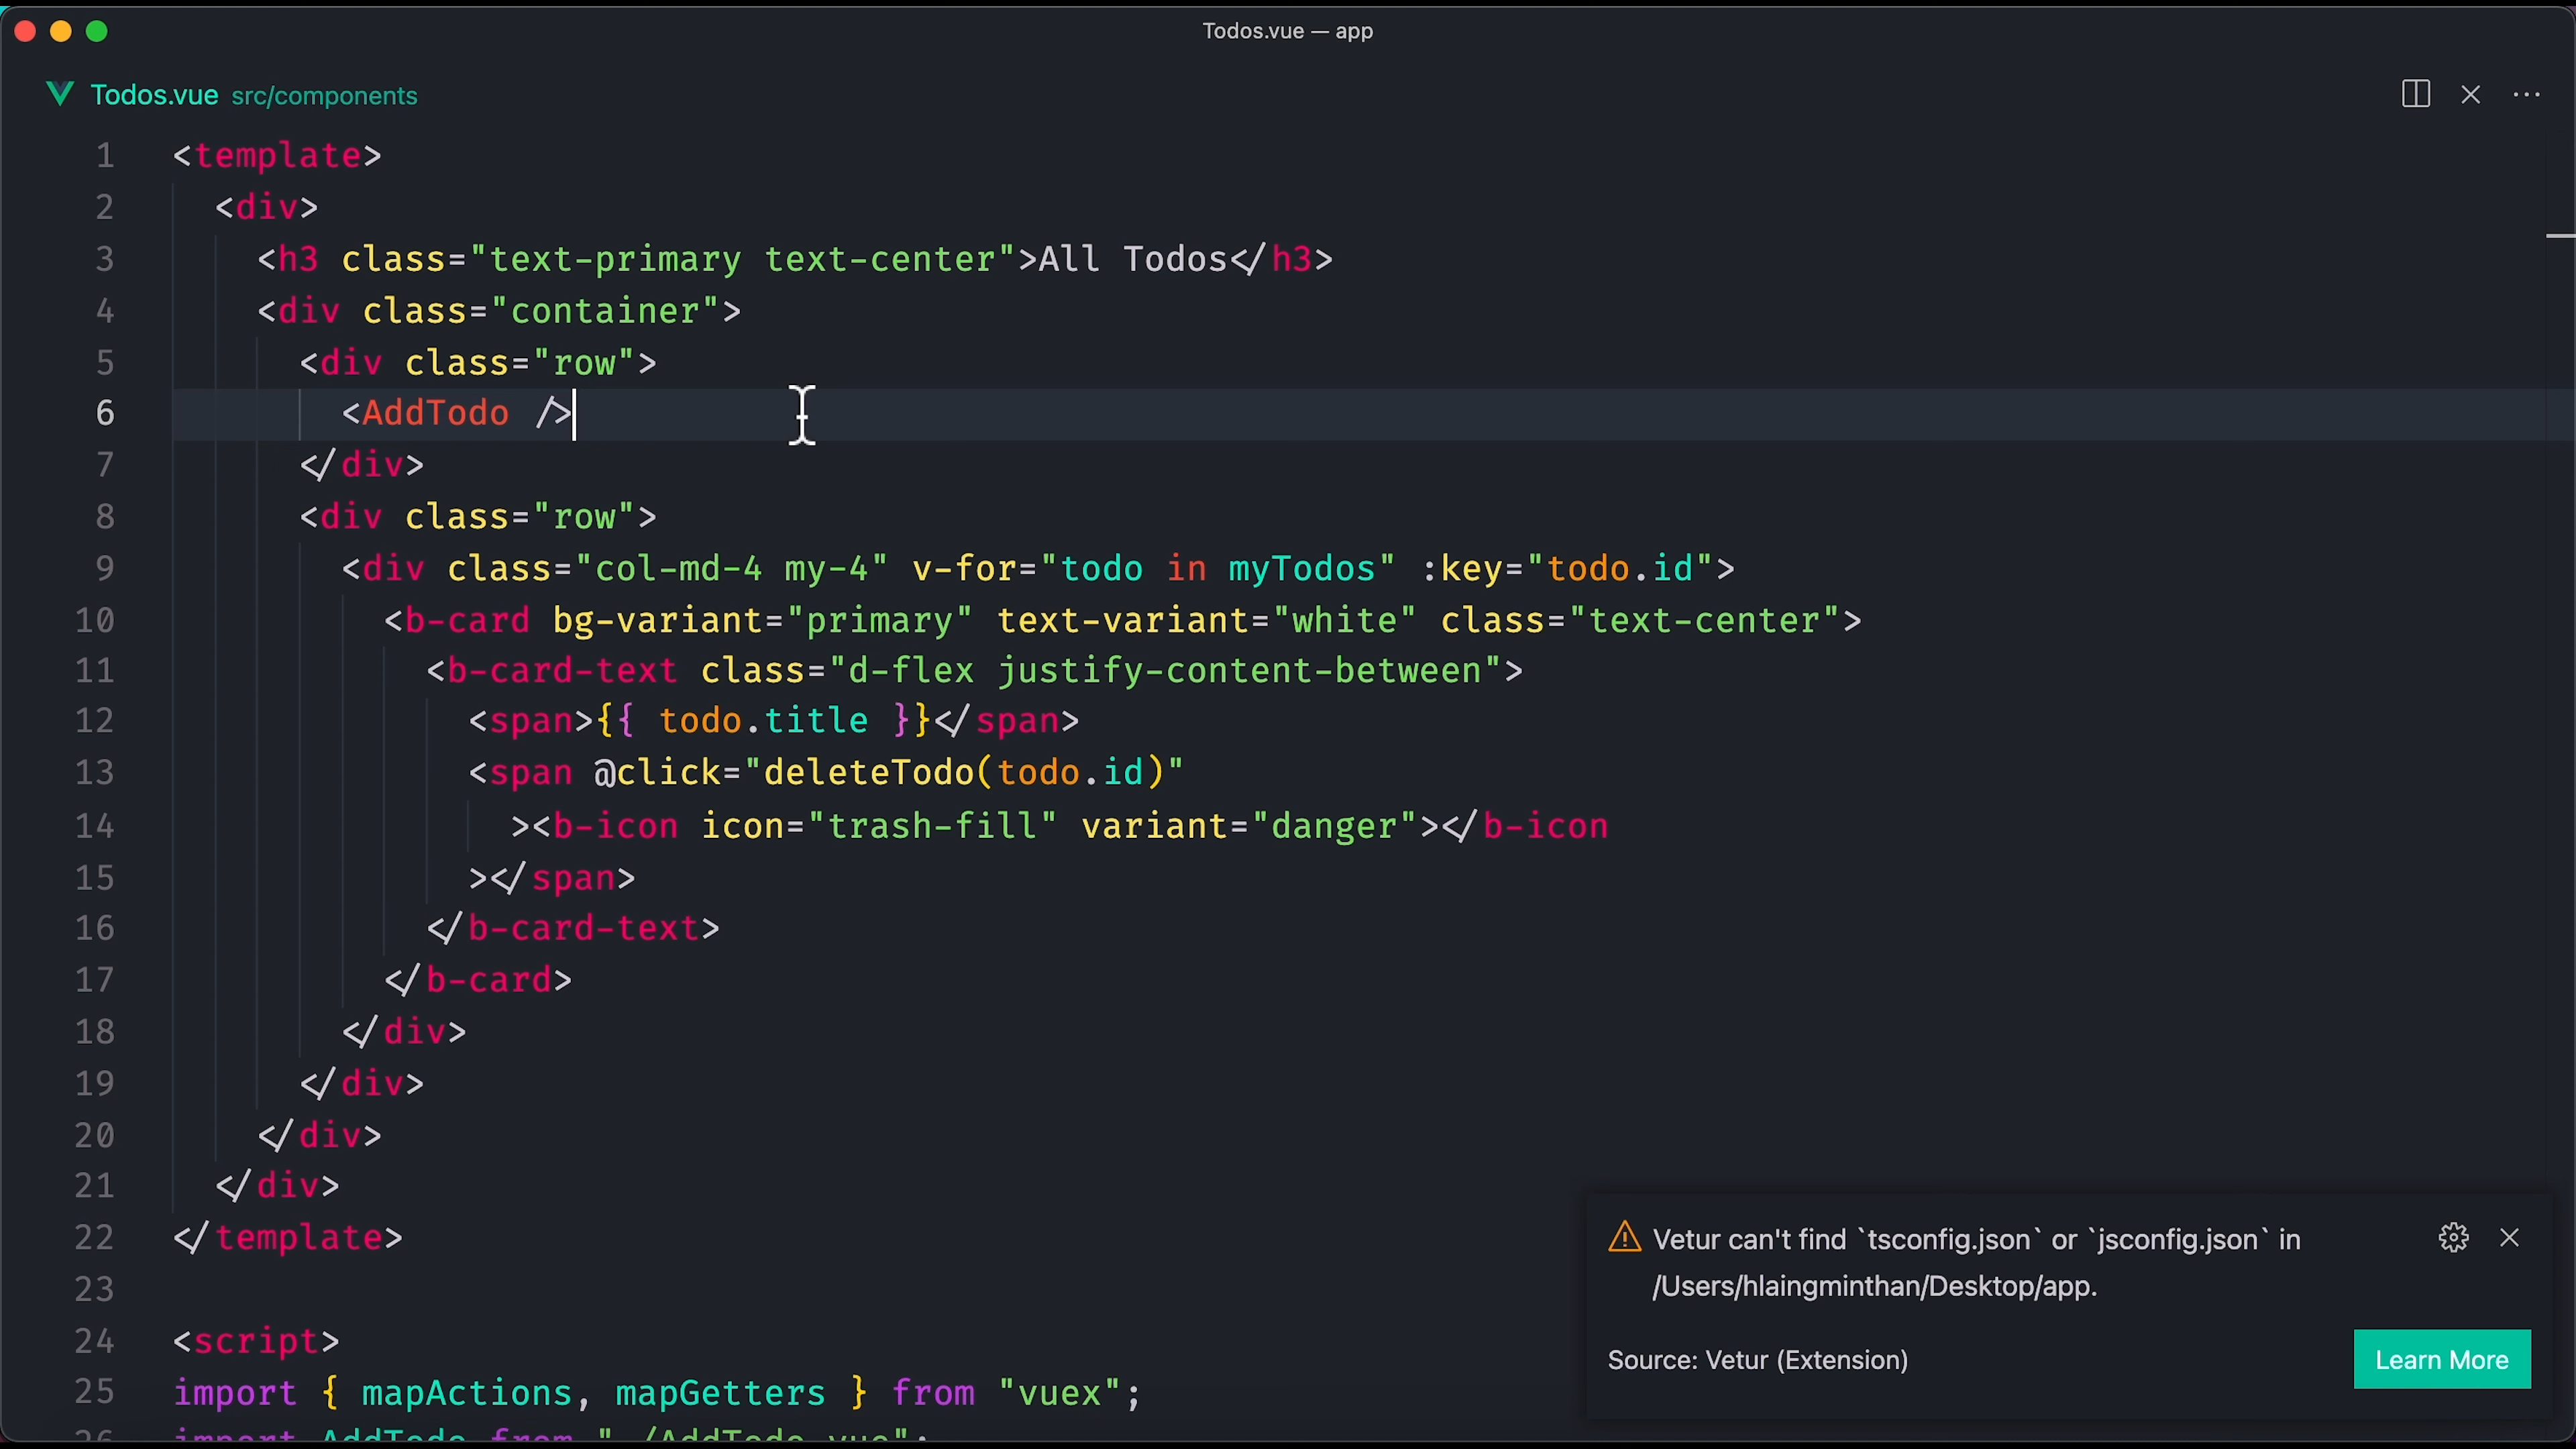 Todos.vue — app
Todos.vue src/components
1 <template>
2 <div>
3 <h3 class="text-primary text-center">All Todos</h3>
4 <div class="container">
5 <div class="row">
6 <AddTodo />
7 </div>
8 <div class="row">
9 <div class="col-md-4 my-4" v-for="todo in myTodos" :key="todo.id">
10 <b-card bg-variant="primary" text-variant="white" class="text-center">
11 <b-card-text class="d-flex justify-content-between">
12 <span>{{ todo.title }}</span>
13 <span @click="deleteTodo(todo.id)"
14 ><b-icon icon="trash-fill" variant="danger"></b-icon
15 ></span>
16 </b-card-text>
17 </b-card>
18 </div>
19 </div>
20 </div>
21 </div>
22 </template>
23
24 <script>
25 import { mapActions, mapGetters } from "vuex";
26 import AddTodo from "./AddTodo.vue";
Vetur can't find `tsconfig.json` or `jsconfig.json` in
/Users/hlaingminthan/Desktop/app.
Source: Vetur (Extension)
Learn More